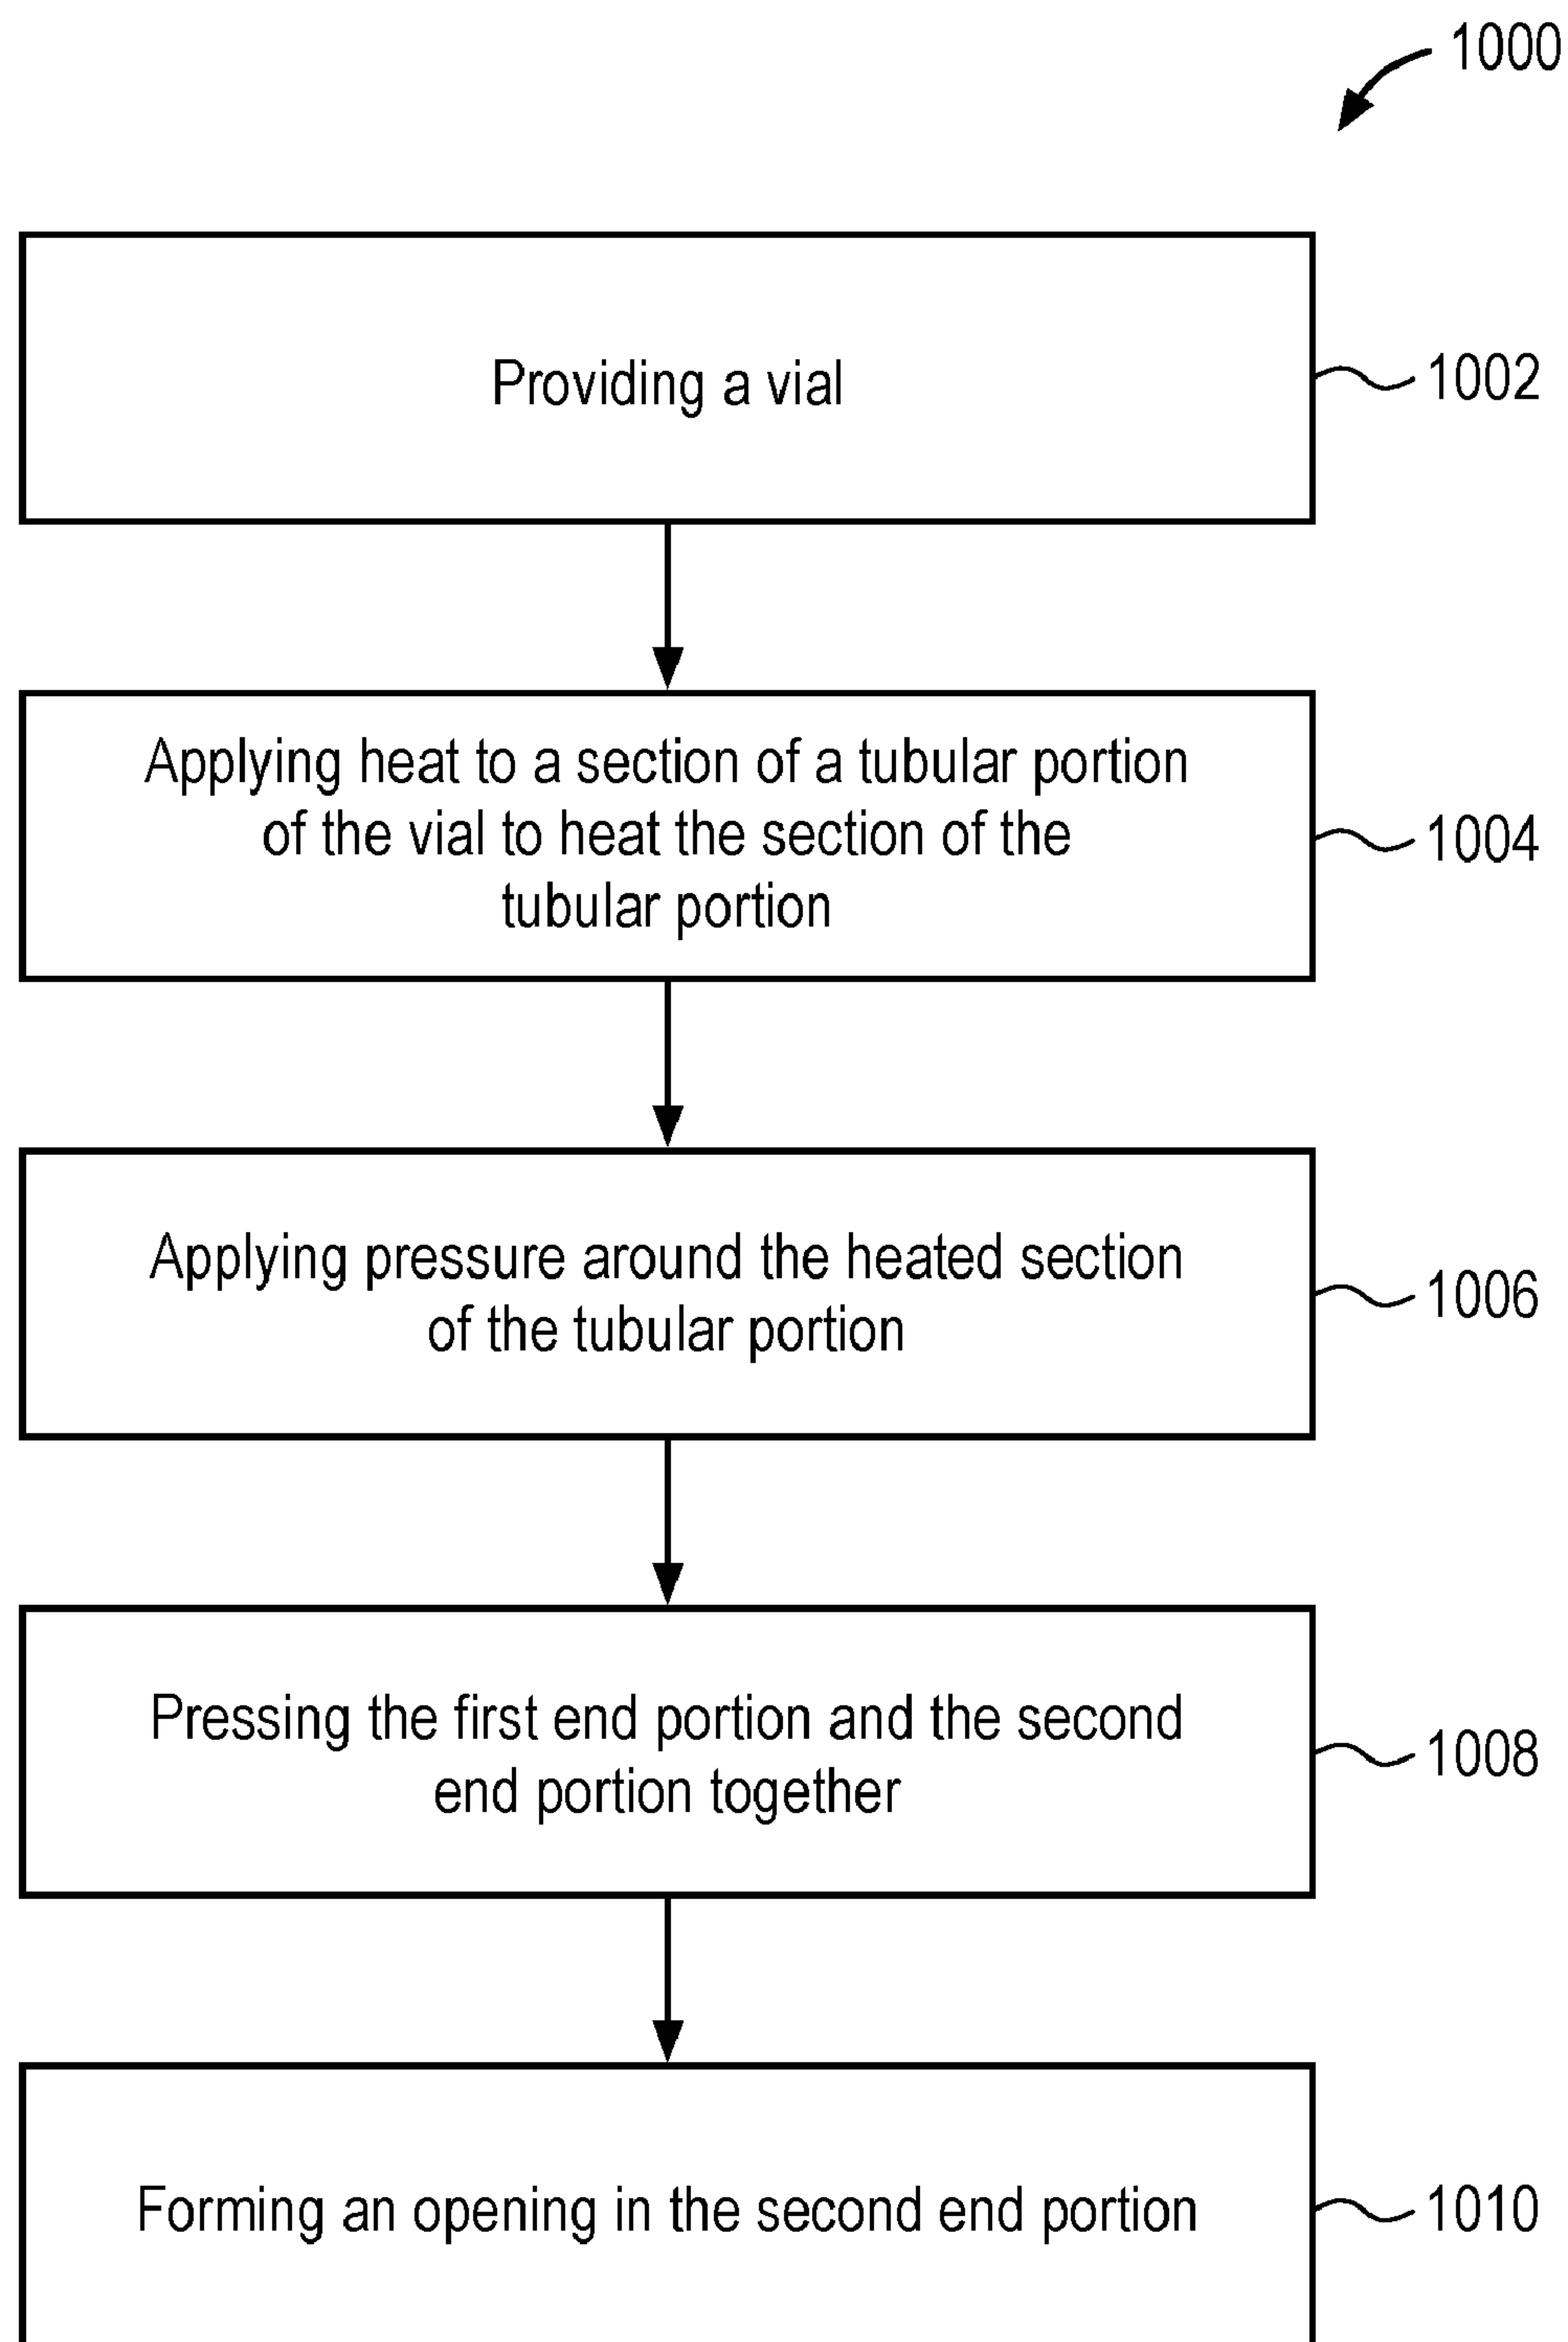 1000
Providing a vial
1002
Applying heat to a section of a tubular portion
of the vial to heat the section of the
tubular portion
1004
Applying pressure around the heated section
of the tubular portion
1006
Pressing the first end portion and the second
end portion together
1008
Forming an opening in the second end portion
1010